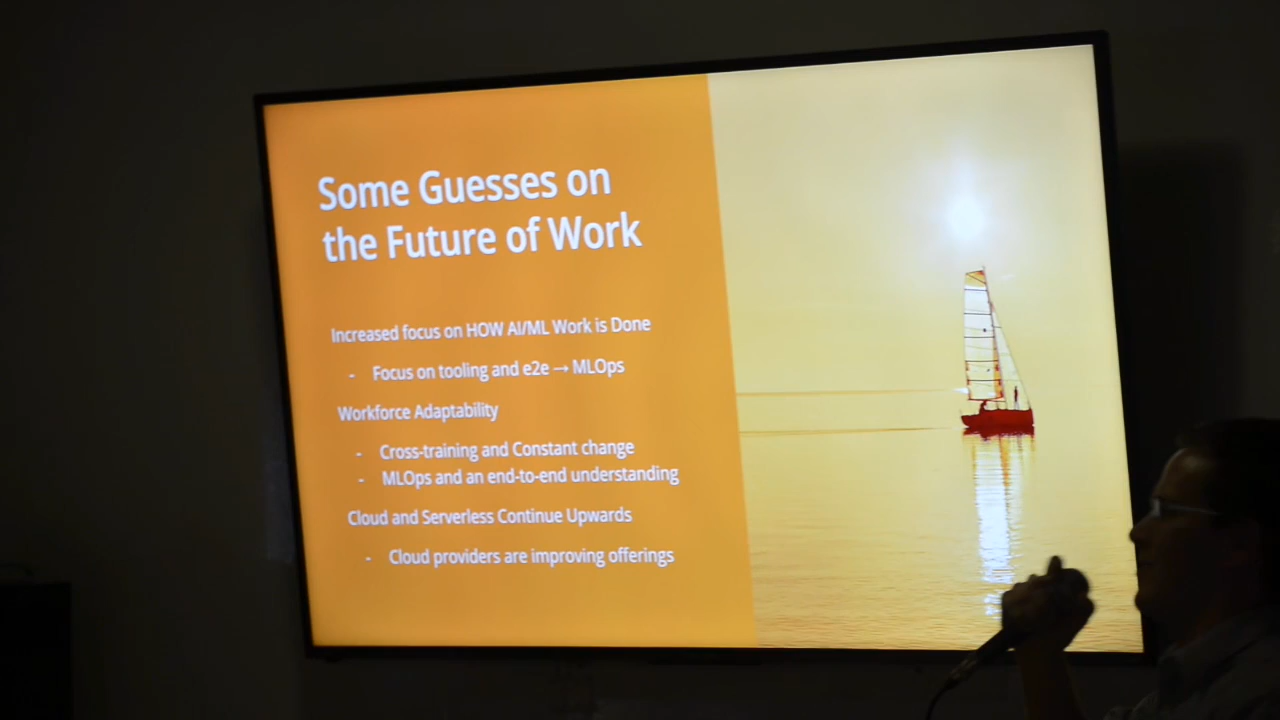 Some Guesses on
the Future of Work
Increased focus on HOW AI/ML Work is Done
- Focus on tooling and e2e → MLOps
Workforce Adaptability
- Cross-training and Constant change
- MLOps and an end-to-end understanding
Cloud and Serverless Continue Upwards
- Cloud providers are improving offerings